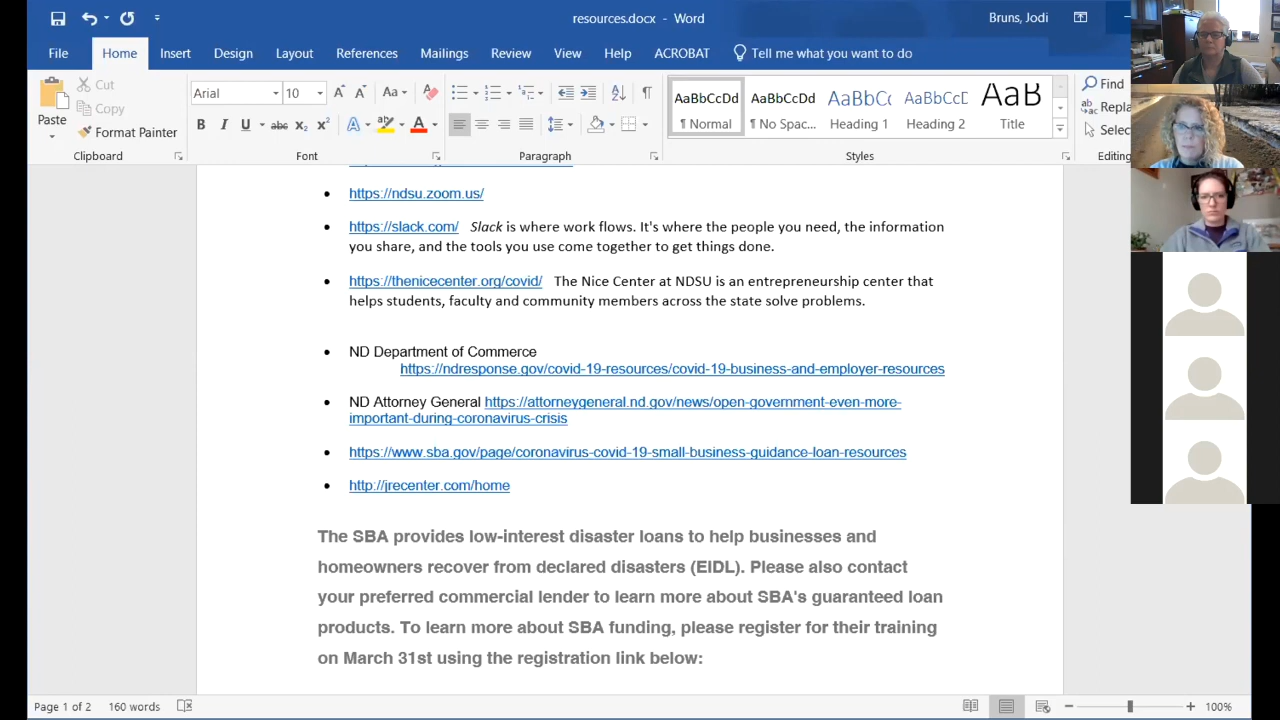 resources.docx - Word
Bruns, Jodi
File Home Insert Design Layout References Mailings Review View Help ACROBAT Tell me what you want to do
Paste
Cut
Copy
Format Painter
Clipboard
Arial 10
Font
Paragraph
AaBbCcDd AaBbCcDd AaBbCc AaBbCcD AaB
¶ Normal ¶ No Spac... Heading 1 Heading 2 Title
Styles
Find
Repla
Selec
Editing
https://ndsu.zoom.us/
https://slack.com/ Slack is where work flows. It's where the people you need, the information
you share, and the tools you use come together to get things done.
https://thenicecenter.org/covid/ The Nice Center at NDSU is an entrepreneurship center that
helps students, faculty and community members across the state solve problems.
ND Department of Commerce
https://ndresponse.gov/covid-19-resources/covid-19-business-and-employer-resources
ND Attorney General https://attorneygeneral.nd.gov/news/open-government-even-more-
important-during-coronavirus-crisis
https://www.sba.gov/page/coronavirus-covid-19-small-business-guidance-loan-resources
http://jrecenter.com/home
The SBA provides low-interest disaster loans to help businesses and
homeowners recover from declared disasters (EIDL). Please also contact
your preferred commercial lender to learn more about SBA's guaranteed loan
products. To learn more about SBA funding, please register for their training
on March 31st using the registration link below:
Page 1 of 2 160 words
100%